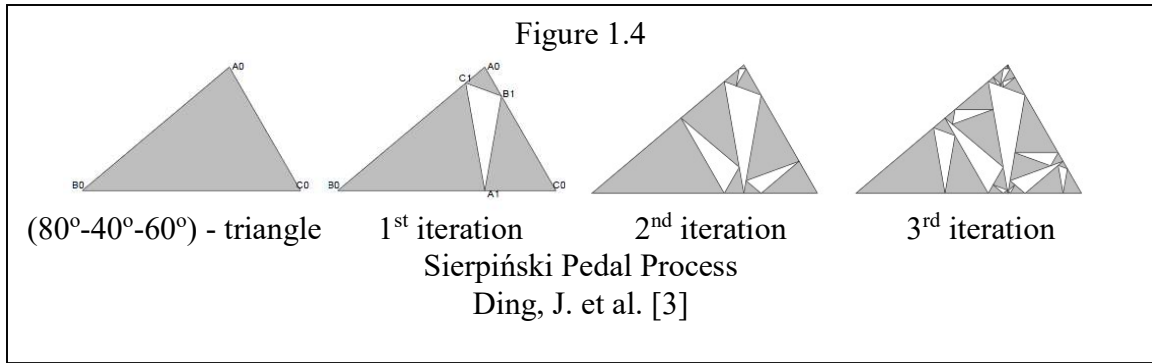 Figure 1.4
A0
B0
C0
A0
C1
B1
B0
A1
C0
(80º-40º-60º) - triangle 1st iteration 2nd iteration 3rd iteration
Sierpiński Pedal Process
Ding, J. et al. [3]